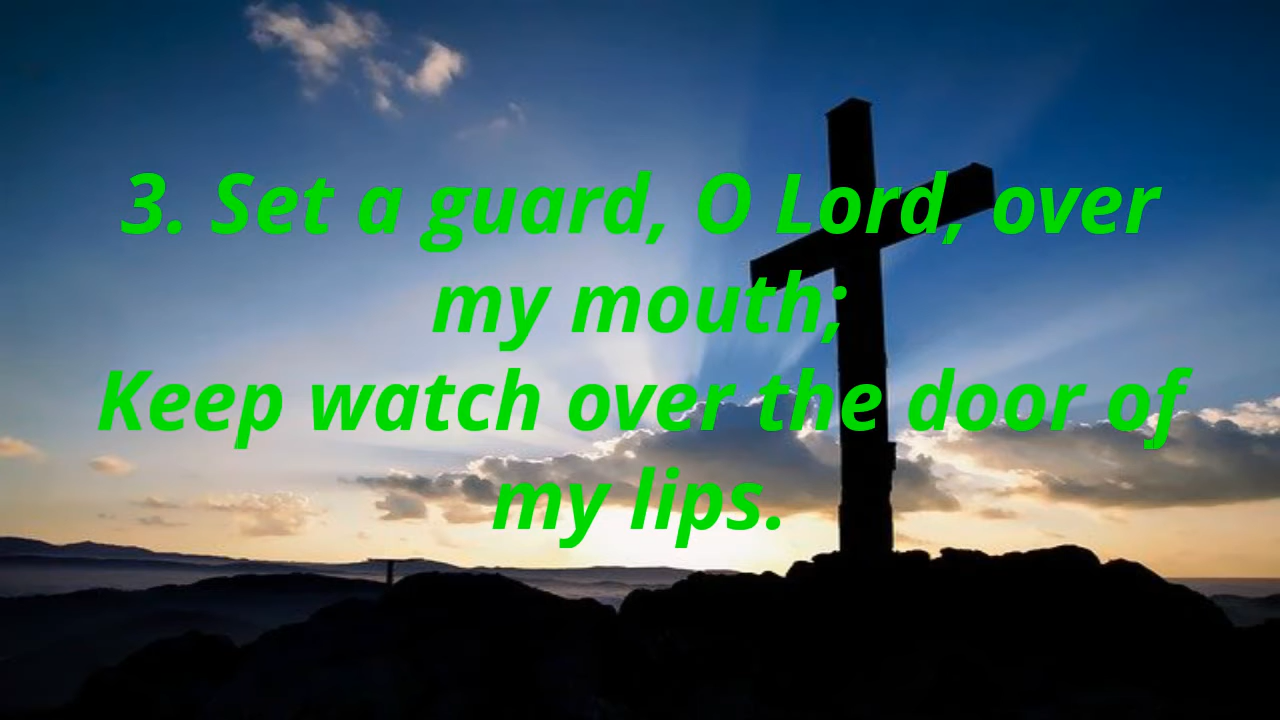 3. Set a guard, O Lord, over
my mouth;
Keep watch over the door of
my lips.